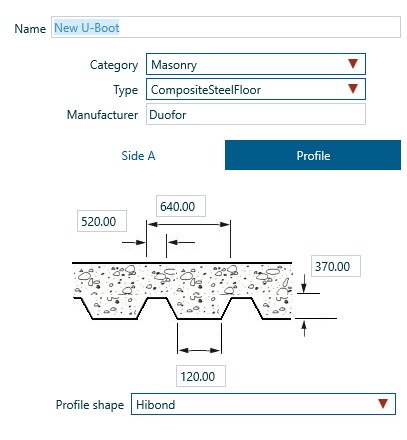 Name New U-Boot
Category Masonry
Type CompositeSteelFloor
Manufacturer Duofor
Side A Profile
640.00
520.00
370.00
120.00
Profile shape Hibond